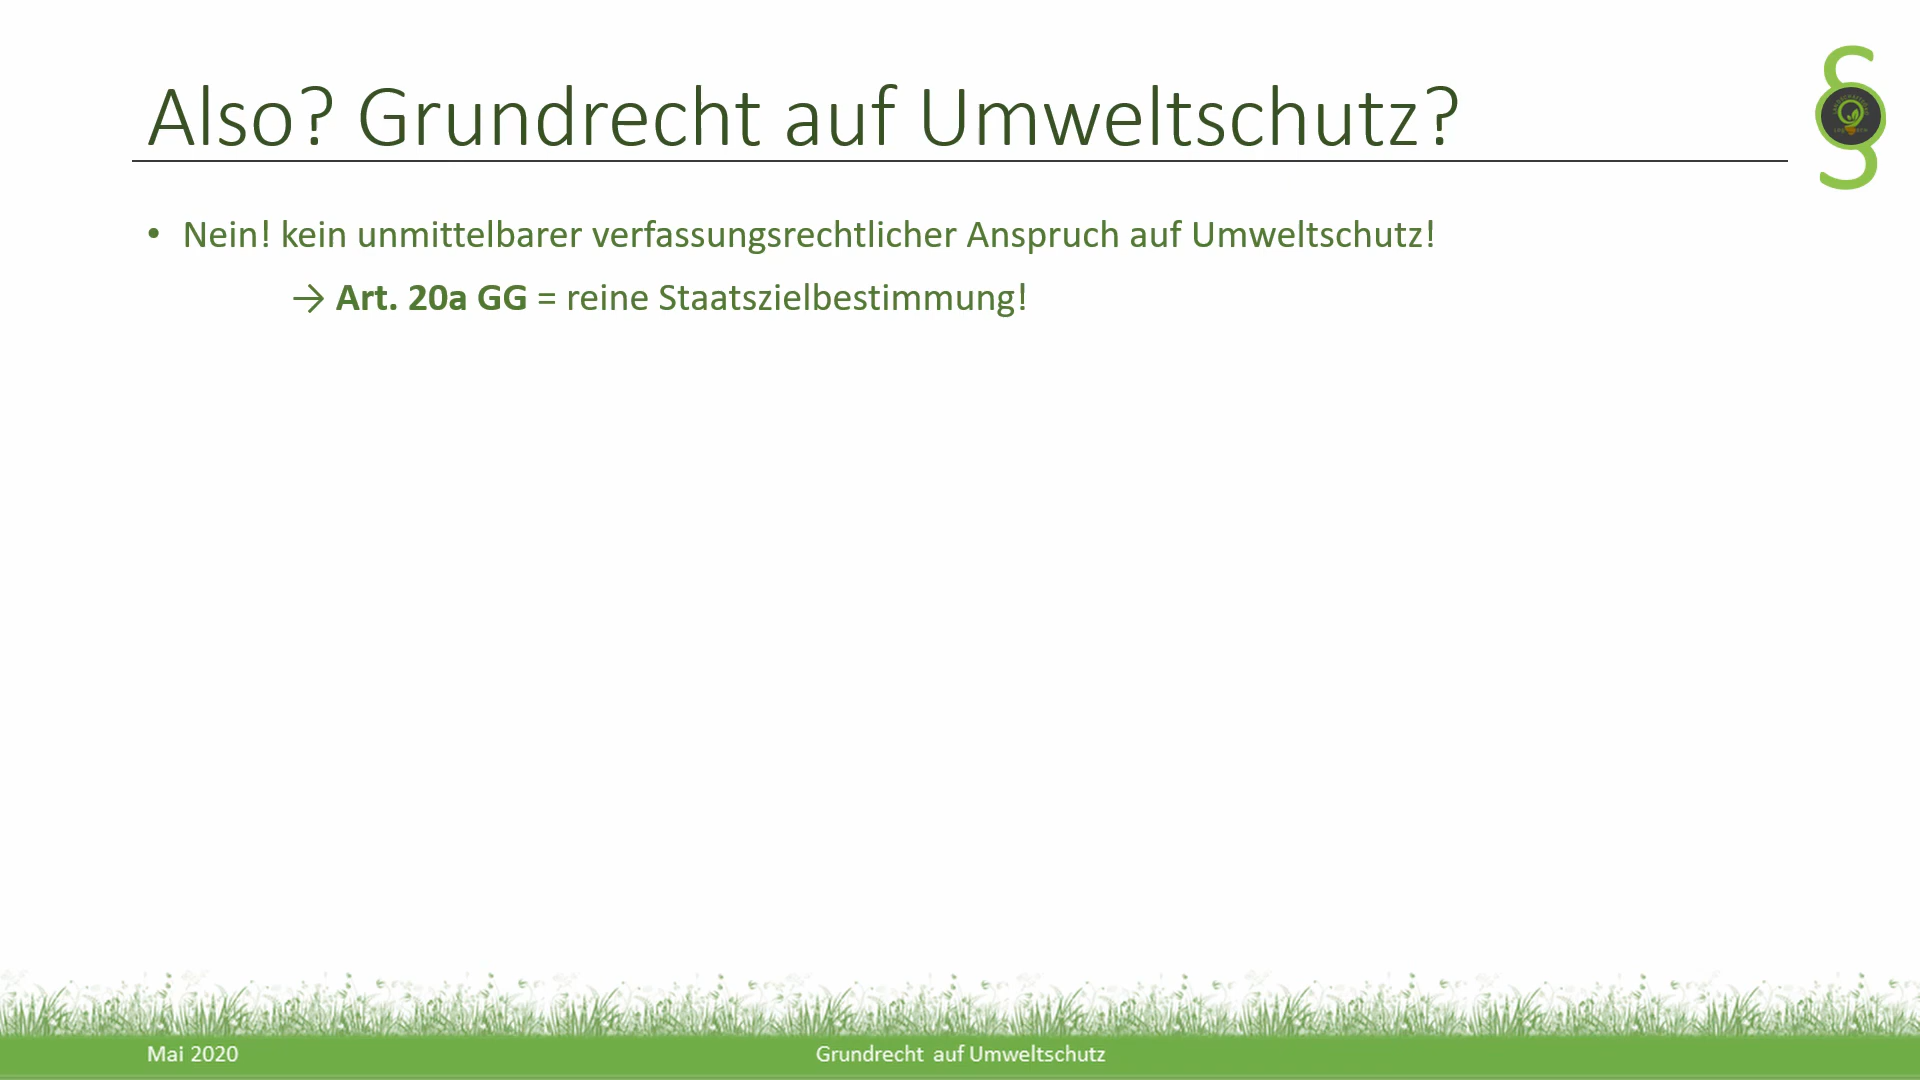 Also? Grundrecht auf Umweltschutz?
• Nein! kein unmittelbarer verfassungsrechtlicher Anspruch auf Umweltschutz!
→ Art. 20a GG = reine Staatszielbestimmung!
Mai 2020
Grundrecht auf Umweltschutz